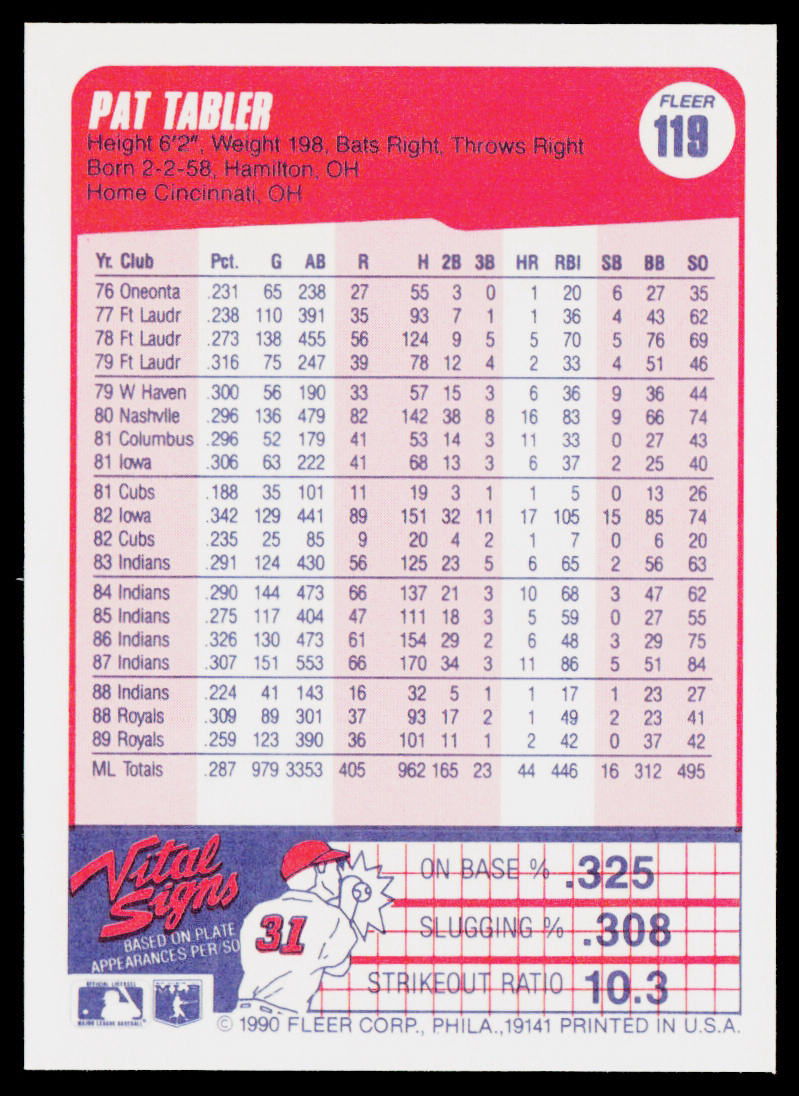 PAT TABLER
Height 6'2", Weight 198, Bats Right, Throws Right
Born 2-2-58, Hamilton, OH
Home Cincinnati, OH
FLEER
119
Yr. Club Pct. G AB R H 2B 3B HR RBI SB BB SO
76 Oneonta .231 65 238 27 55 3 0 1 20 6 27 35
77 Ft Laudr .238 110 391 35 93 7 1 1 36 4 43 62
78 Ft Laudr .273 138 455 56 124 9 5 5 70 5 76 69
79 Ft Laudr .316 75 247 39 78 12 4 2 33 4 51 46
79 W Haven .300 56 190 33 57 15 3 6 36 9 36 44
80 Nashvlle .296 136 479 82 142 38 8 16 83 9 66 74
81 Columbus .296 52 179 41 53 14 3 11 33 0 27 43
81 Iowa .306 63 222 41 68 13 3 6 37 2 25 40
81 Cubs .188 35 101 11 19 3 1 1 5 0 13 26
82 Iowa .342 129 441 89 151 32 11 17 105 15 85 74
82 Cubs .235 25 85 9 20 4 2 1 7 0 6 20
83 Indians .291 124 430 56 125 23 5 6 65 2 56 63
84 Indians .290 144 473 66 137 21 3 10 68 3 47 62
85 Indians .275 117 404 47 111 18 3 5 59 0 27 55
86 Indians .326 130 473 61 154 29 2 6 48 3 29 75
87 Indians .307 151 553 66 170 34 3 11 86 5 51 84
88 Indians .224 41 143 16 32 5 1 1 17 1 23 27
88 Royals .309 89 301 37 93 17 2 1 49 2 23 41
89 Royals .259 123 390 36 101 11 1 2 42 0 37 42
ML Totals .287 979 3353 405 962 165 23 44 446 16 312 495
Vital
Signs
BASED ON PLATE
APPEARANCES PER/SO
31
ON BASE % .325
SLUGGING % .308
STRIKEOUT RATIO 10.3
OFFICIAL LICENSEE
MAJOR LEAGUE BASEBALL
© 1990 FLEER CORP., PHILA.,19141 PRINTED IN U.S.A.